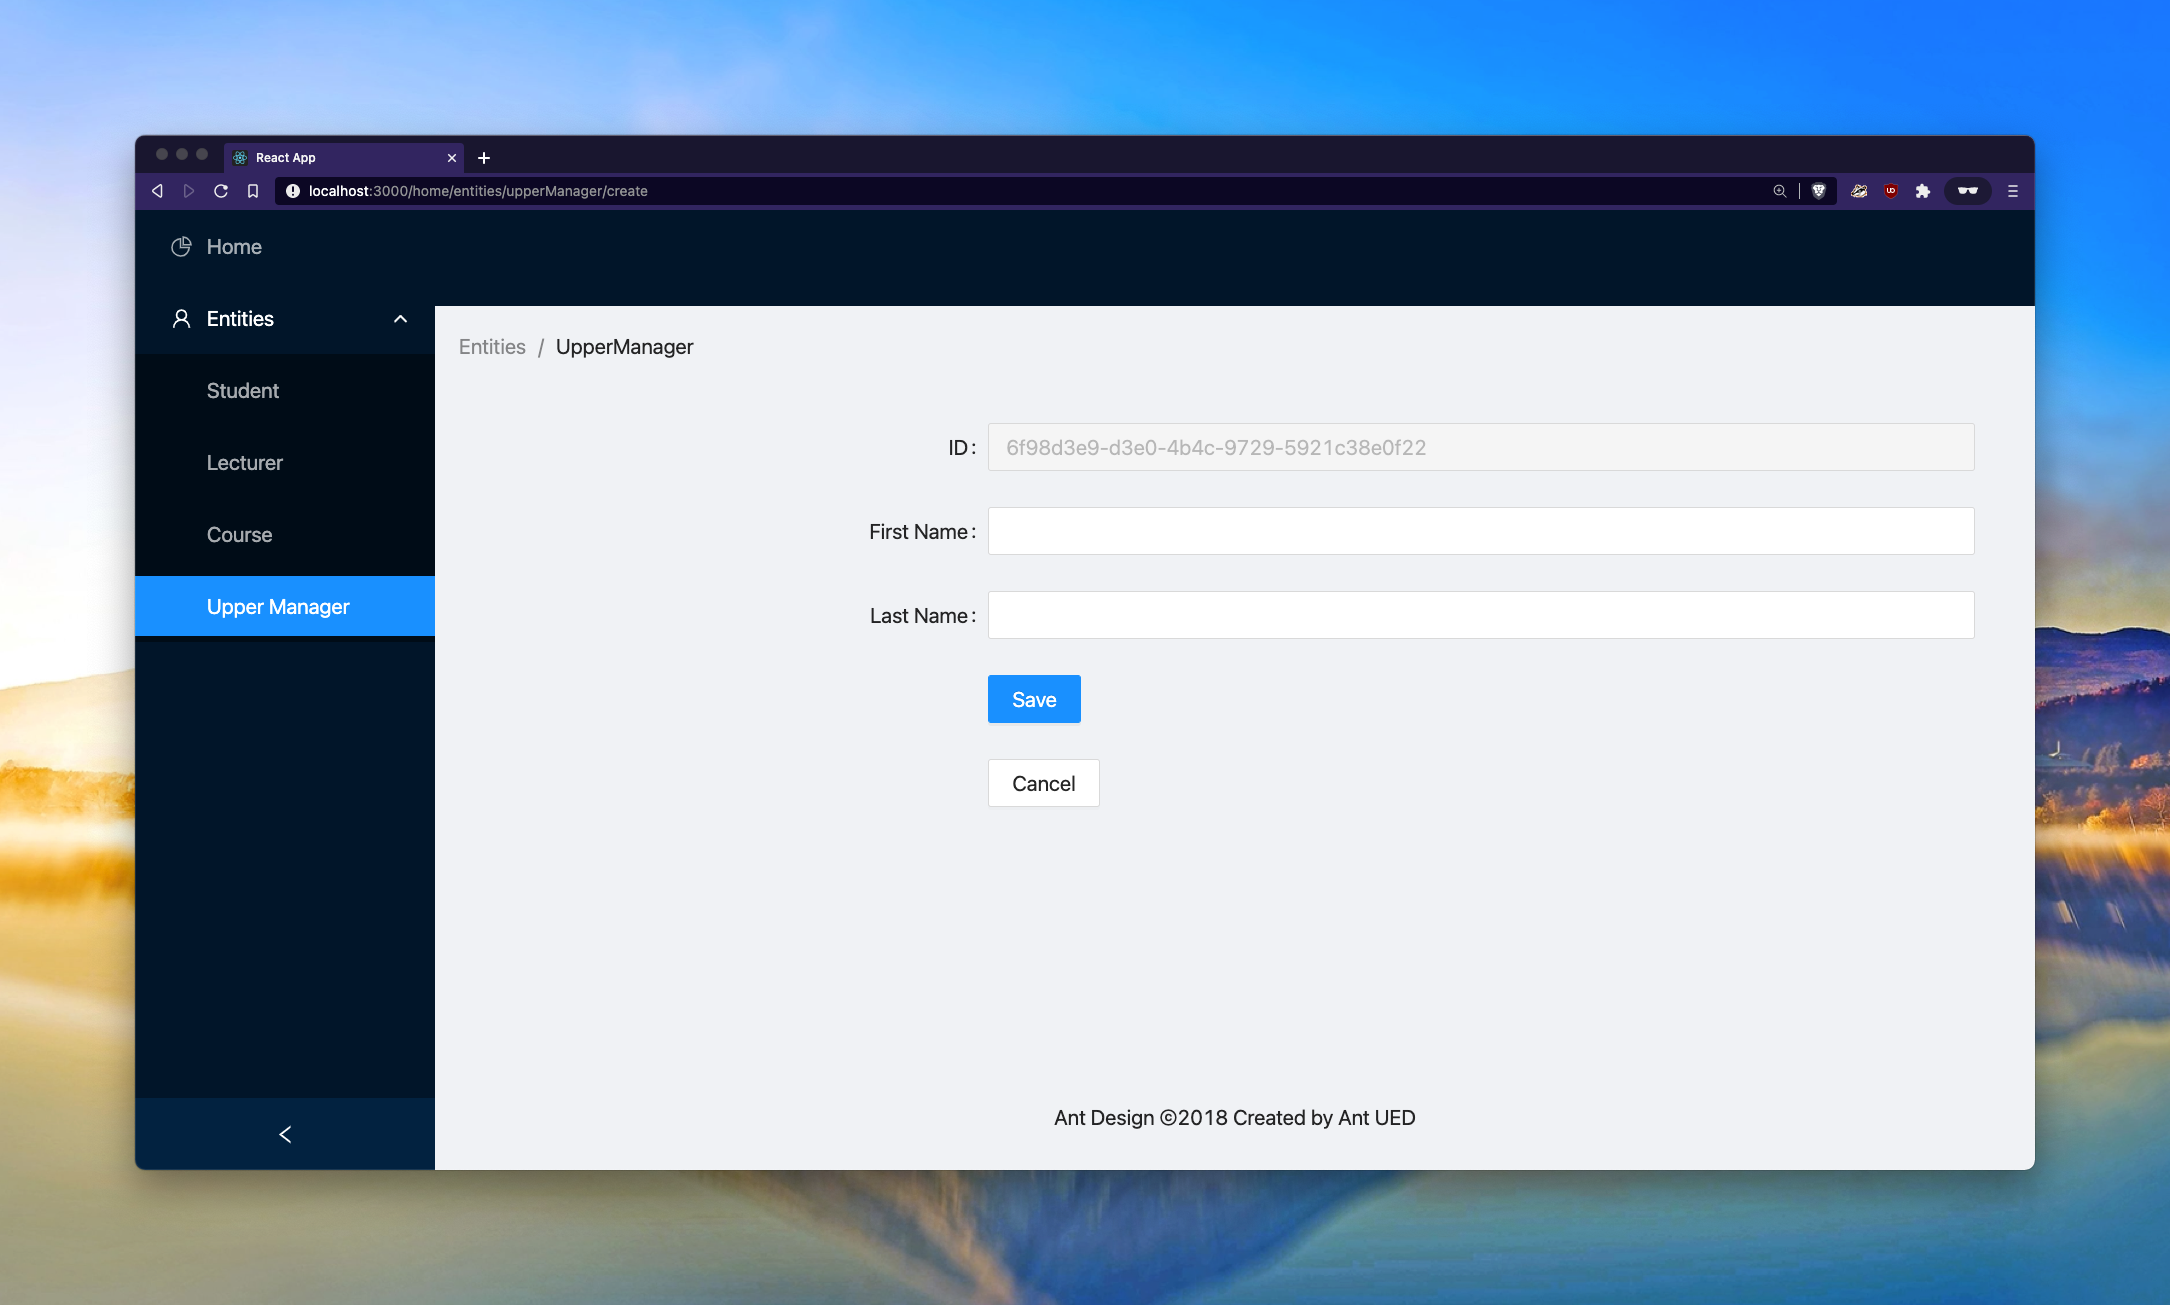 React App
localhost:3000/home/entities/upperManager/create
Home
Entities
Student
Lecturer
Course
Upper Manager
Entities / UpperManager
ID: 6f98d3e9-d3e0-4b4c-9729-5921c38e0f22
First Name:
Last Name:
Save
Cancel
Ant Design ©2018 Created by Ant UED